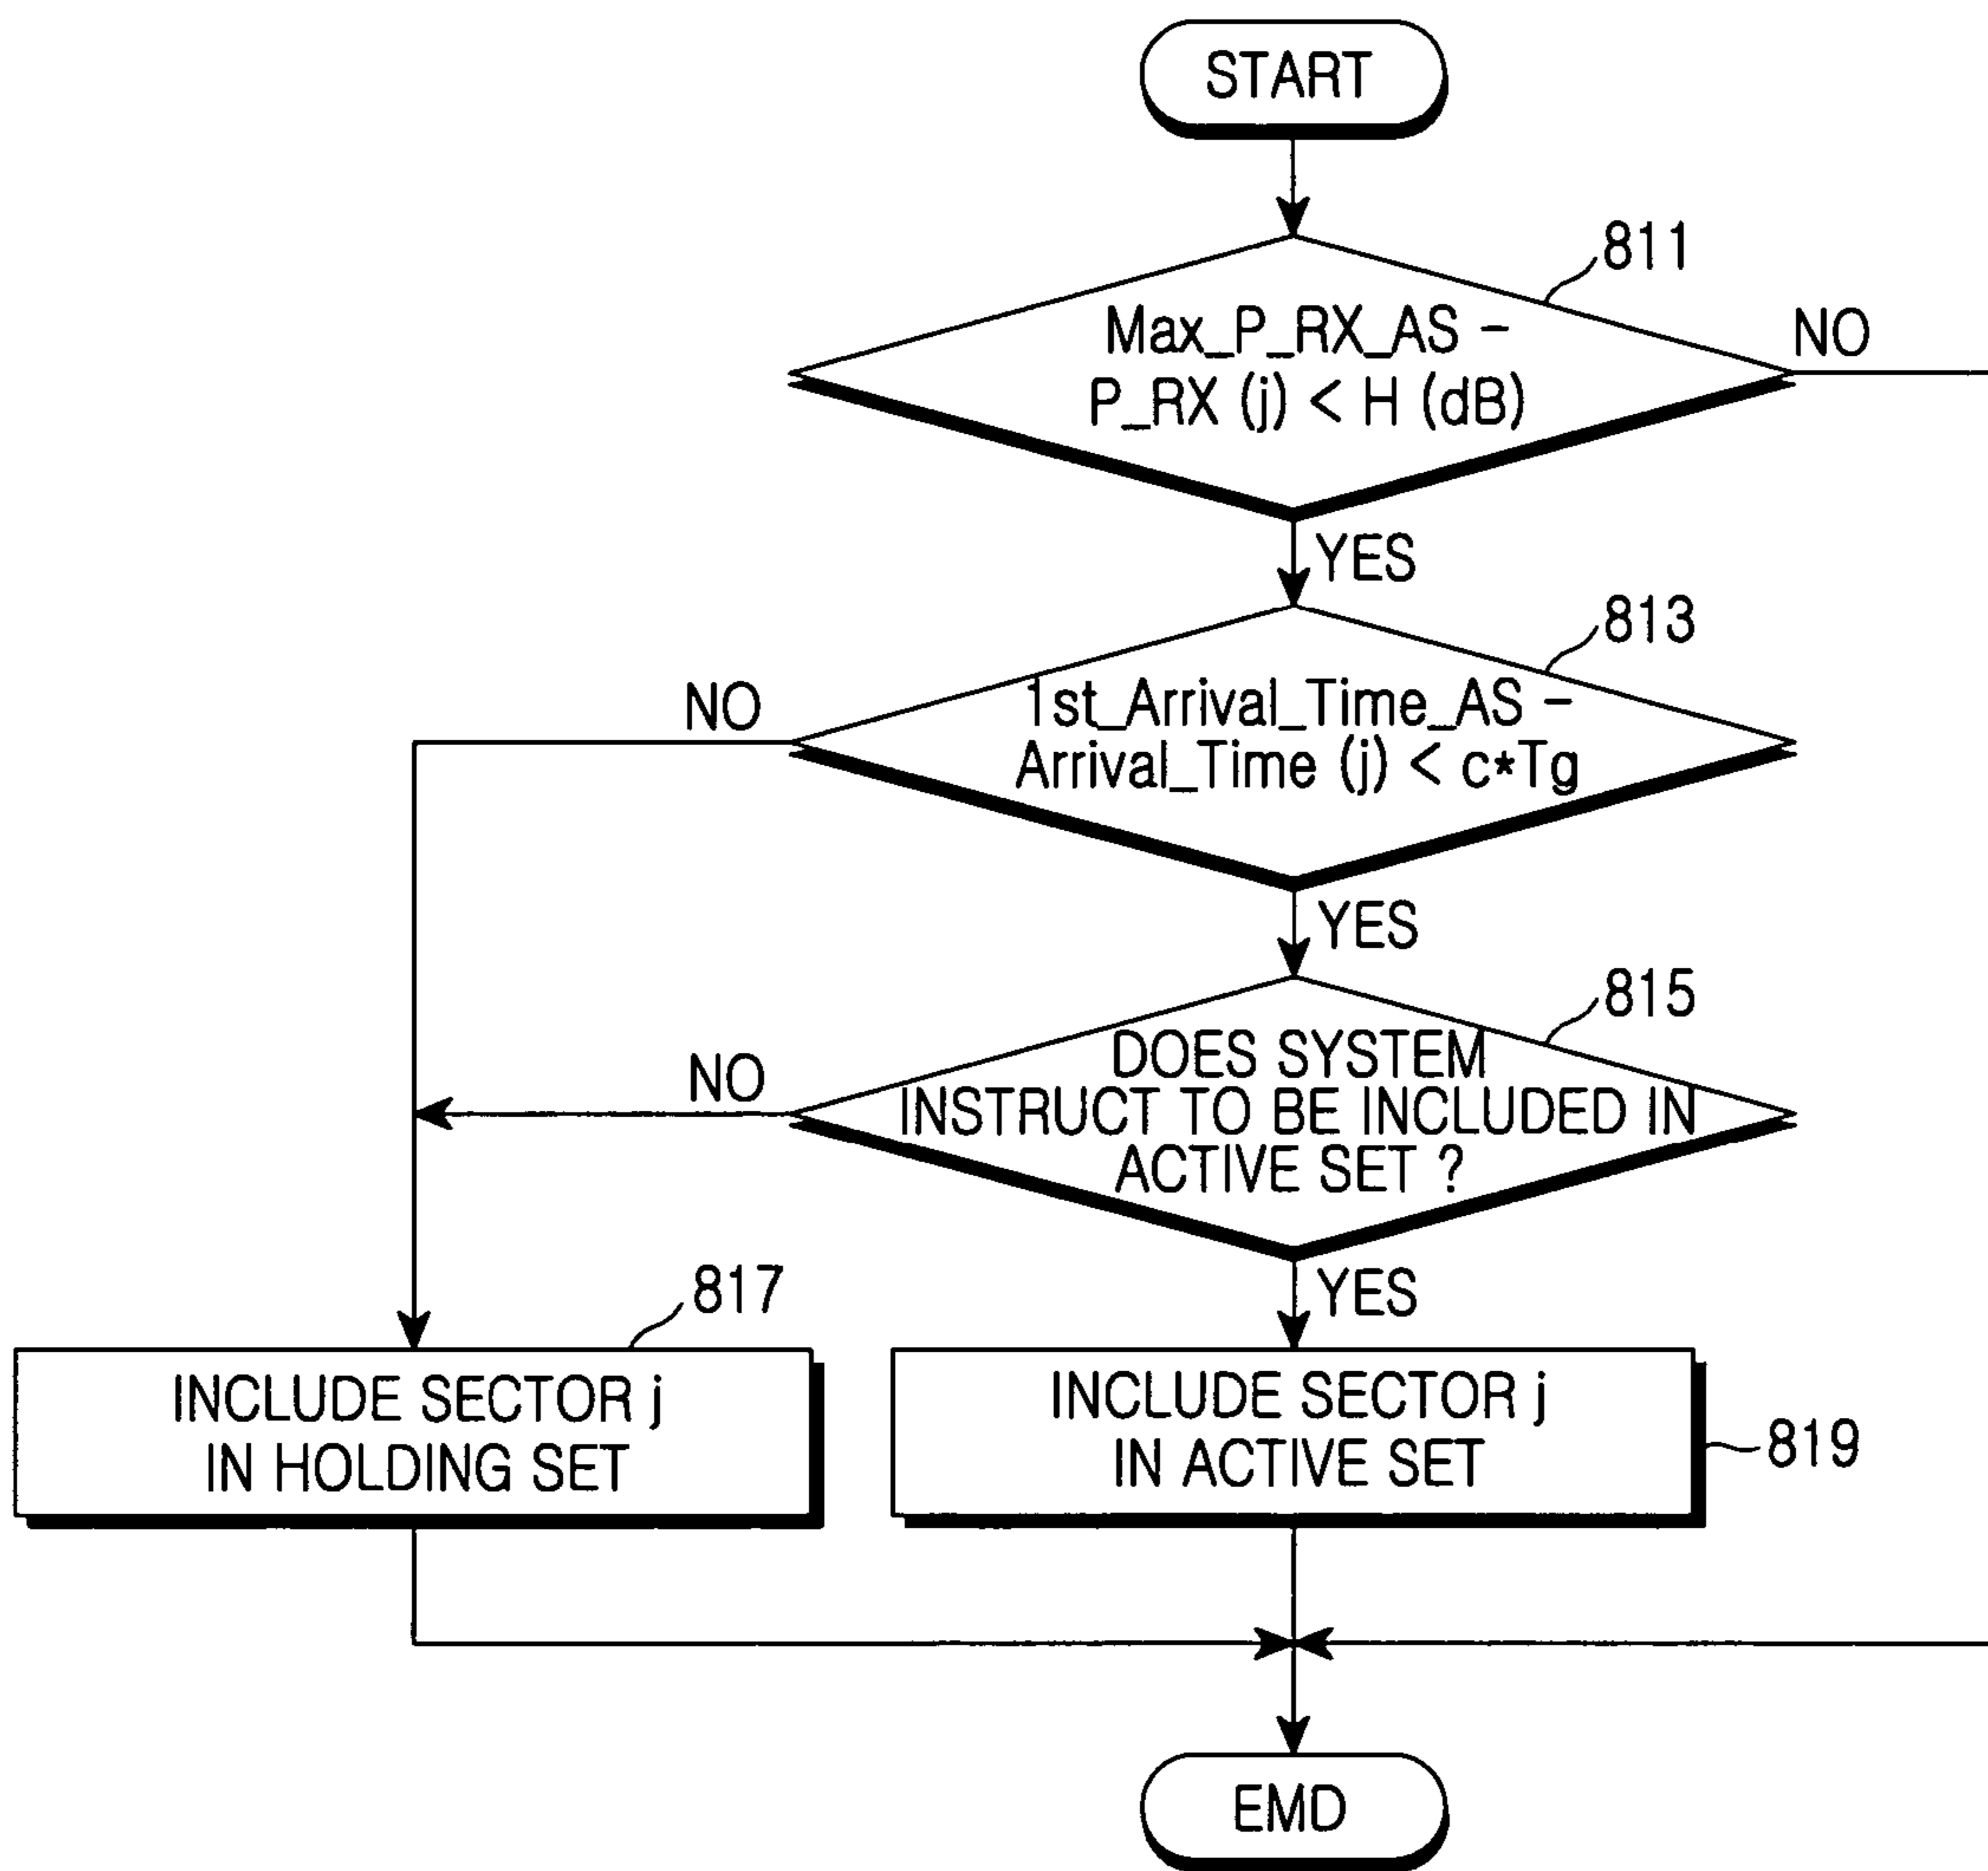 START
811
Max_P_RX_AS -
P_RX (j) < H (dB)
NO
YES
813
1st_Arrival_Time_AS -
Arrival_Time (j) < c*Tg
NO
YES
815
DOES SYSTEM
INSTRUCT TO BE INCLUDED IN
ACTIVE SET ?
NO
YES
817
INCLUDE SECTOR j
IN HOLDING SET
INCLUDE SECTOR j
IN ACTIVE SET
819
EMD